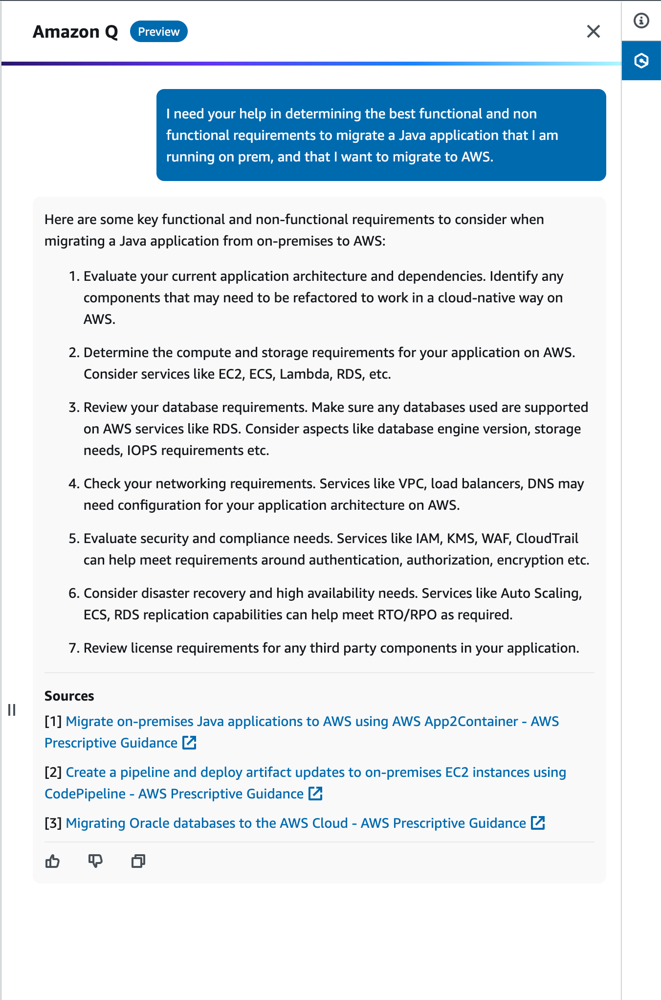 Amazon Q Preview
I need your help in determining the best functional and non
functional requirements to migrate a Java application that I am
running on prem, and that I want to migrate to AWS.
Here are some key functional and non-functional requirements to consider when
migrating a Java application from on-premises to AWS:
1. Evaluate your current application architecture and dependencies. Identify any
components that may need to be refactored to work in a cloud-native way on
AWS.
2. Determine the compute and storage requirements for your application on AWS.
Consider services like EC2, ECS, Lambda, RDS, etc.
3. Review your database requirements. Make sure any databases used are supported
on AWS services like RDS. Consider aspects like database engine version, storage
needs, IOPS requirements etc.
4. Check your networking requirements. Services like VPC, load balancers, DNS may
need configuration for your application architecture on AWS.
5. Evaluate security and compliance needs. Services like IAM, KMS, WAF, CloudTrail
can help meet requirements around authentication, authorization, encryption etc.
6. Consider disaster recovery and high availability needs. Services like Auto Scaling,
ECS, RDS replication capabilities can help meet RTO/RPO as required.
7. Review license requirements for any third party components in your application.
Sources
[1] Migrate on-premises Java applications to AWS using AWS App2Container - AWS
Prescriptive Guidance
[2] Create a pipeline and deploy artifact updates to on-premises EC2 instances using
CodePipeline - AWS Prescriptive Guidance
[3] Migrating Oracle databases to the AWS Cloud - AWS Prescriptive Guidance